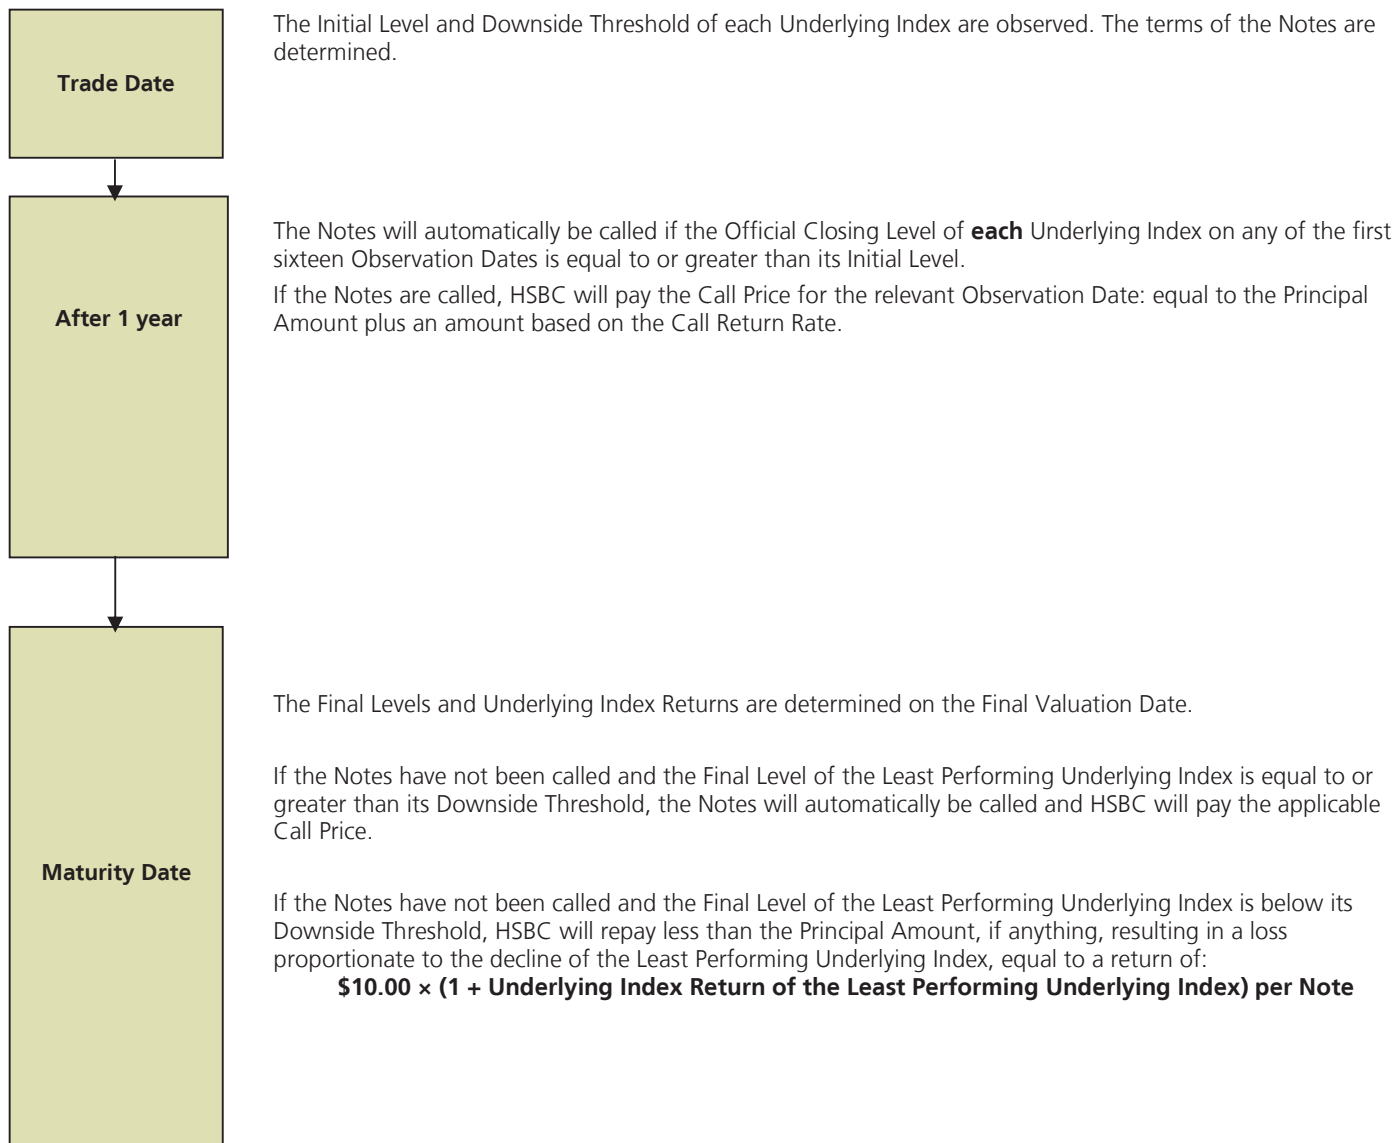 Trade Date
The Initial Level and Downside Threshold of each Underlying Index are observed. The terms of the Notes are
determined.
After 1 year
The Notes will automatically be called if the Official Closing Level of each Underlying Index on any of the first
sixteen Observation Dates is equal to or greater than its Initial Level.
If the Notes are called, HSBC will pay the Call Price for the relevant Observation Date: equal to the Principal
Amount plus an amount based on the Call Return Rate.
Maturity Date
The Final Levels and Underlying Index Returns are determined on the Final Valuation Date.
If the Notes have not been called and the Final Level of the Least Performing Underlying Index is equal to or
greater than its Downside Threshold, the Notes will automatically be called and HSBC will pay the applicable
Call Price.
If the Notes have not been called and the Final Level of the Least Performing Underlying Index is below its
Downside Threshold, HSBC will repay less than the Principal Amount, if anything, resulting in a loss
proportionate to the decline of the Least Performing Underlying Index, equal to a return of:
$10.00 × (1 + Underlying Index Return of the Least Performing Underlying Index) per Note